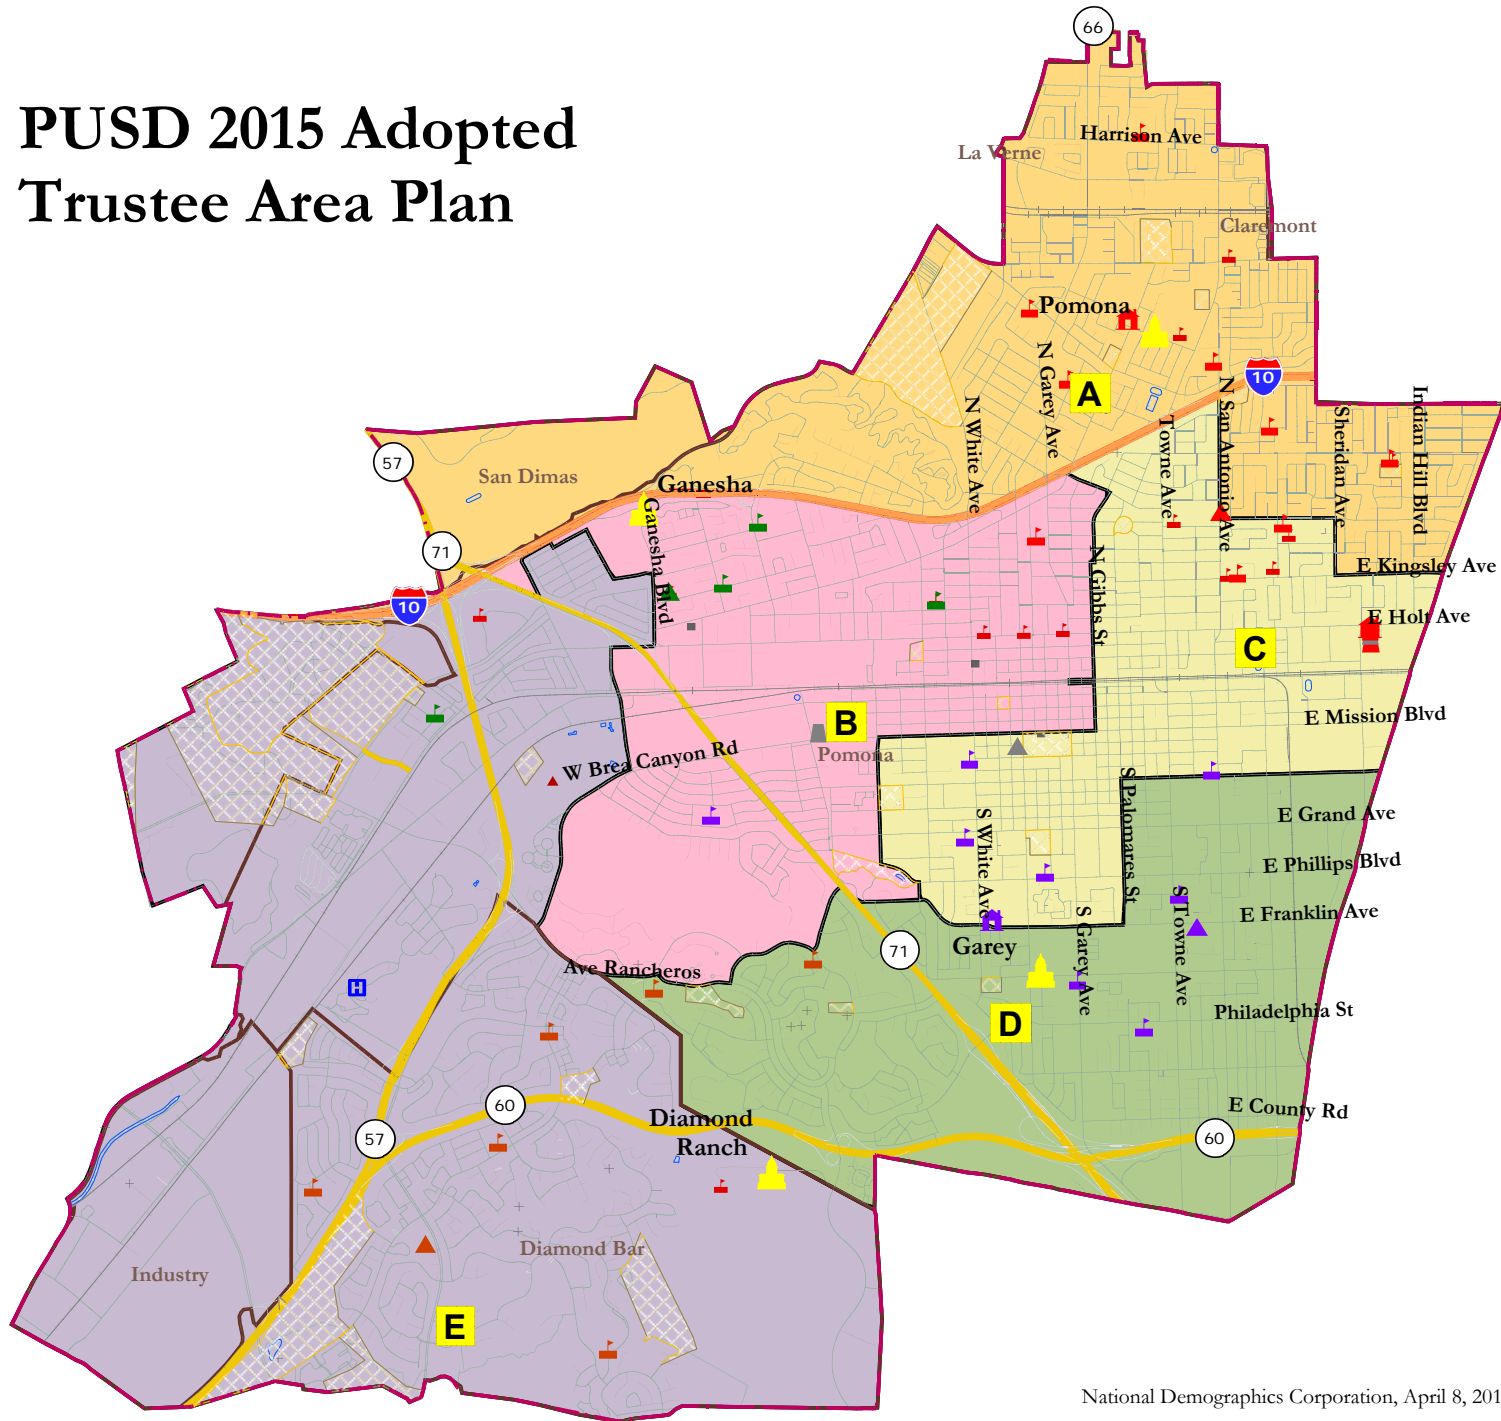 66
PUSD 2015 Adopted
Trustee Area Plan
Harrison Ave
La Verne
Claremont
Pomona
N Garey Ave
A
10
N White Ave
Towne Ave
N San Antonio Ave
Sheridan Ave
Indian Hill Blvd
57
San Dimas
Ganesha
Ganesha Blvd
71
10
N Gibbs St
E Kingsley Ave
E Holt Ave
C
B
Pomona
E Mission Blvd
W Brea Canyon Rd
S White Ave
S Palomares St
E Grand Ave
E Phillips Blvd
S Towne Ave
E Franklin Ave
S Garey Ave
Garey
71
Ave Rancheros
H
D
Philadelphia St
60
Diamond
Ranch
E County Rd
57
60
Diamond Bar
Industry
E
National Demographics Corporation, April 8, 201